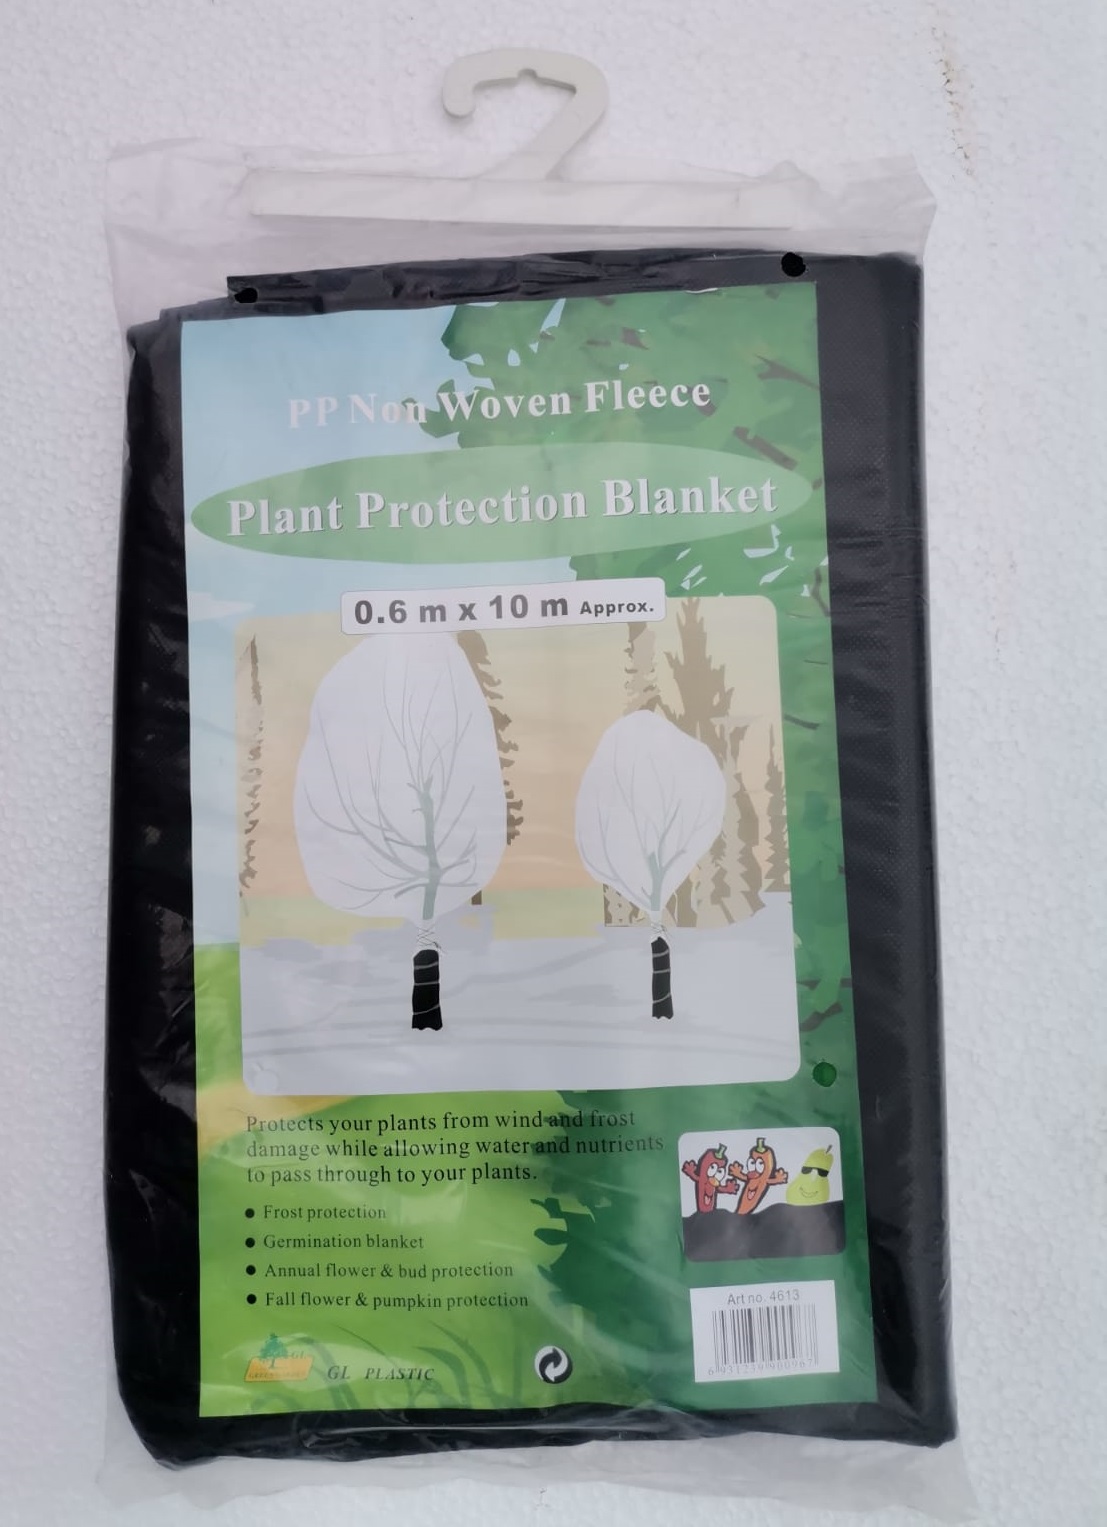 PP Non Woven Fleece
Plant Protection Blanket
0.6 m x 10 m Approx.
Protects your plants from wind and frost
damage while allowing water and nutrients
to pass through to your plants.
● Frost protection
● Germination blanket
● Annual flower & bud protection
● Fall flower & pumpkin protection
GL PLASTIC
Art no. 4613